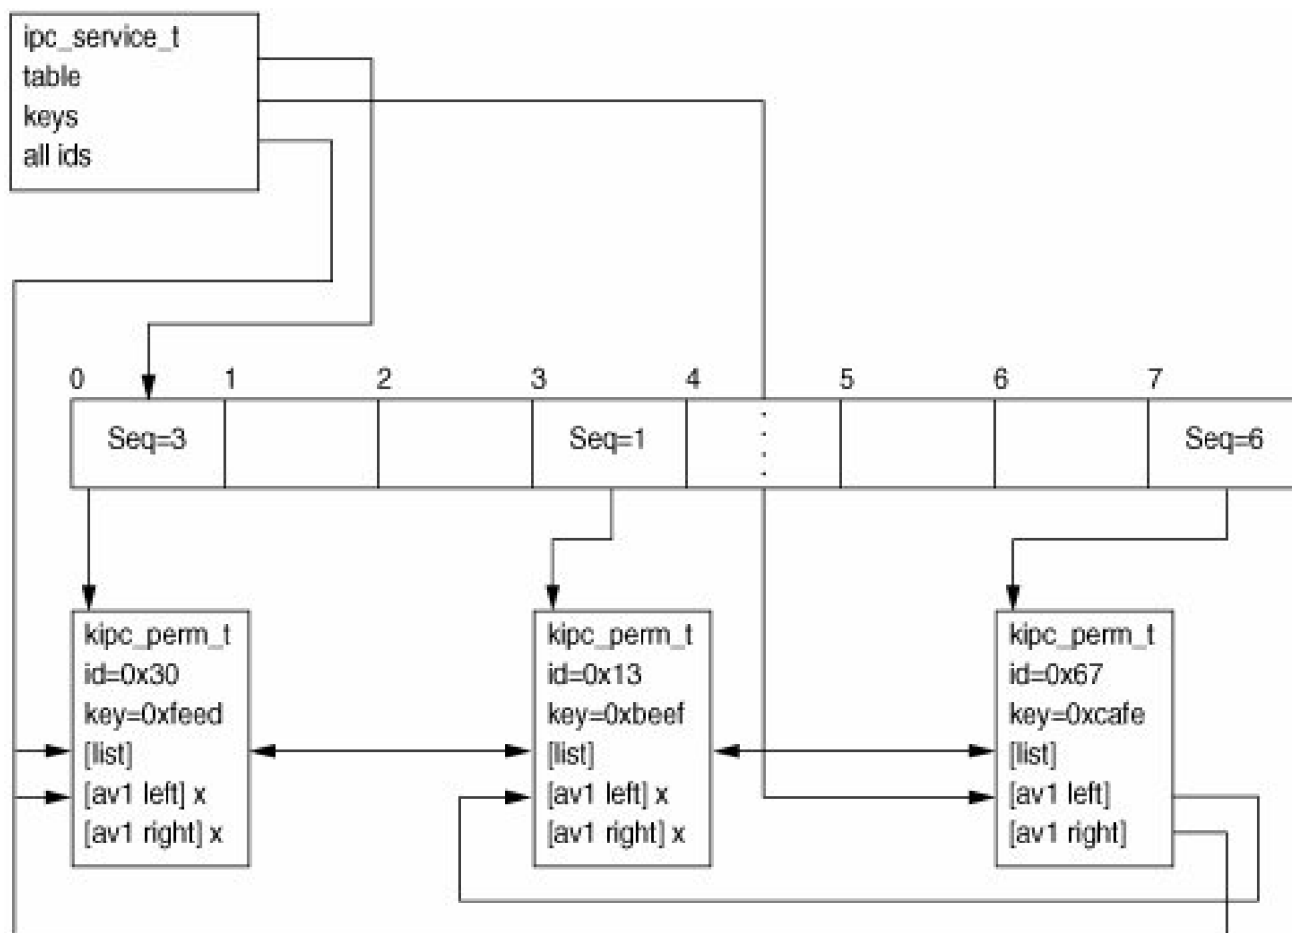 ipc_service_t
table
keys
all ids
0 1 2 3 4 5 6 7
Seq=3 Seq=1 Seq=6
kipc_perm_t
id=0x30
key=0xfeed
[list]
[av1 left] x
[av1 right] x
kipc_perm_t
id=0x13
key=0xbeef
[list]
[av1 left] x
[av1 right] x
kipc_perm_t
id=0x67
key=0xcafe
[list]
[av1 left]
[av1 right]